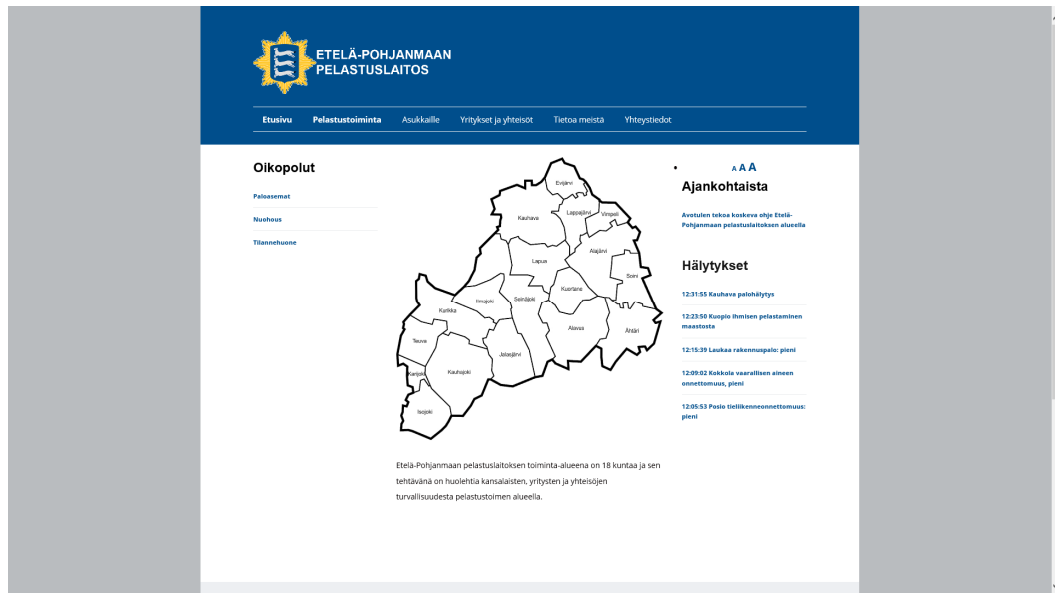 ETELÄ-POHJANMAAN
PELASTUSLAITOS
Etusivu Pelastustoiminta Asukkaille Yritykset ja yhteisöt Tietoa meistä Yhteystiedot
Oikopolut
Paloasemat
Nuohous
Tilannehuone
Evijärvi
Kauhava
Lappajärvi
Vimpeli
Alajärvi
Lapua
Soini
Kuortane
Ilmajoki
Seinäjoki
Kurikka
Alavus
Ähtäri
Teuva
Jalasjärvi
Karijoki
Kauhajoki
Isojoki
Etelä-Pohjanmaan pelastuslaitoksen toiminta-alueena on 18 kuntaa ja sen
tehtävänä on huolehtia kansalaisten, yritysten ja yhteisöjen
turvallisuudesta pelastustoimen alueella.
A A A
Ajankohtaista
Avotulen tekoa koskeva ohje Etelä-
Pohjanmaan pelastuslaitoksen alueella
Hälytykset
12:31:55 Kauhava palohälytys
12:23:50 Kuopio ihmisen pelastaminen
maastosta
12:15:39 Laukaa rakennuspalo: pieni
12:09:02 Kokkola vaarallisen aineen
onnettomuus, pieni
12:05:53 Posio tieliikenneonnettomuus:
pieni